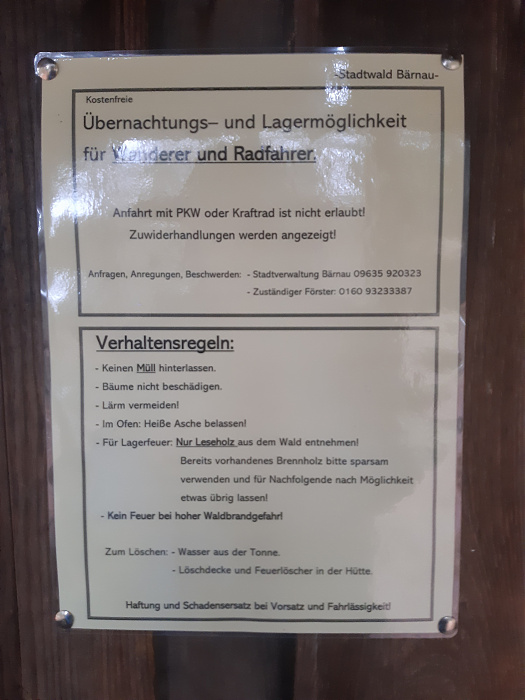 -Stadtwald Bärnau-
Kostenfreie
Übernachtungs– und Lagermöglichkeit
für Wanderer und Radfahrer.
Anfahrt mit PKW oder Kraftrad ist nicht erlaubt!
Zuwiderhandlungen werden angezeigt!
Anfragen, Anregungen, Beschwerden: - Stadtverwaltung Bärnau 09635 920323
- Zuständiger Förster: 0160 93233387
Verhaltensregeln:
- Keinen Müll hinterlassen.
- Bäume nicht beschädigen.
- Lärm vermeiden!
- Im Ofen: Heiße Asche belassen!
- Für Lagerfeuer: Nur Leseholz aus dem Wald entnehmen!
Bereits vorhandenes Brennholz bitte sparsam
verwenden und für Nachfolgende nach Möglichkeit
etwas übrig lassen!
- Kein Feuer bei hoher Waldbrandgefahr!
Zum Löschen: - Wasser aus der Tonne.
- Löschdecke und Feuerlöscher in der Hütte.
Haftung und Schadensersatz bei Vorsatz und Fahrlässigkeit!